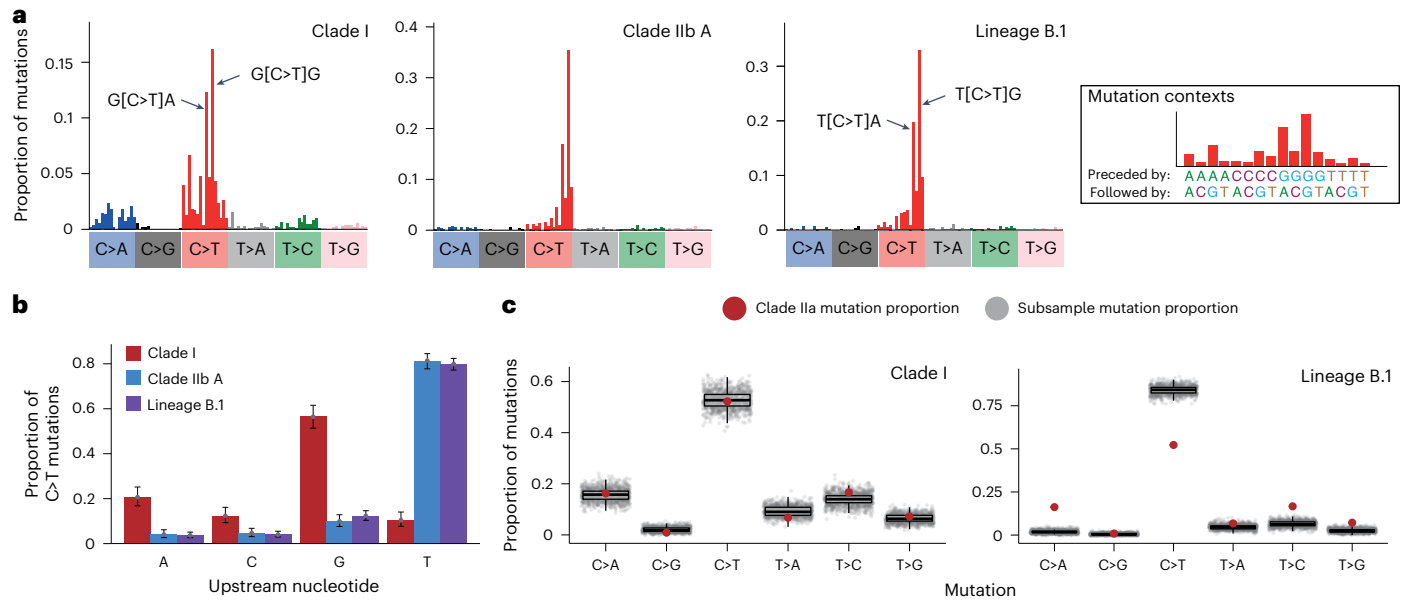 a
Clade I
Clade IIb A
Lineage B.1
Proportion of mutations
0.15
0.1
0.05
0
G[C>T]G
G[C>T]A
C>A C>G C>T T>A T>C T>G
0.4
0.3
0.2
0.1
0
C>A C>G C>T T>A T>C T>G
0.3
0.2
0.1
0
T[C>T]G
T[C>T]A
C>A C>G C>T T>A T>C T>G
Mutation contexts
Preceded by: AAAACCCCGGGGTTTT
Followed by: ACGTACGTACGTACGT
b
Proportion of
C>T mutations
0.8
0.6
0.4
0.2
0
Clade I
Clade IIb A
Lineage B.1
A C G T
Upstream nucleotide
c
Clade IIa mutation proportion
Subsample mutation proportion
Clade I
Proportion of mutations
0.6
0.4
0.2
0
C>A C>G C>T T>A T>C T>G
Lineage B.1
0.75
0.5
0.25
0
C>A C>G C>T T>A T>C T>G
Mutation